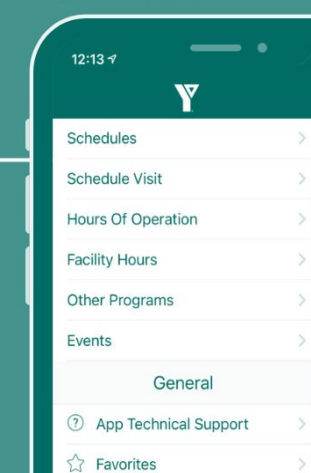 12:13
Y
Schedules
Schedule Visit
Hours Of Operation
Facility Hours
Other Programs
Events
General
App Technical Support
Favorites